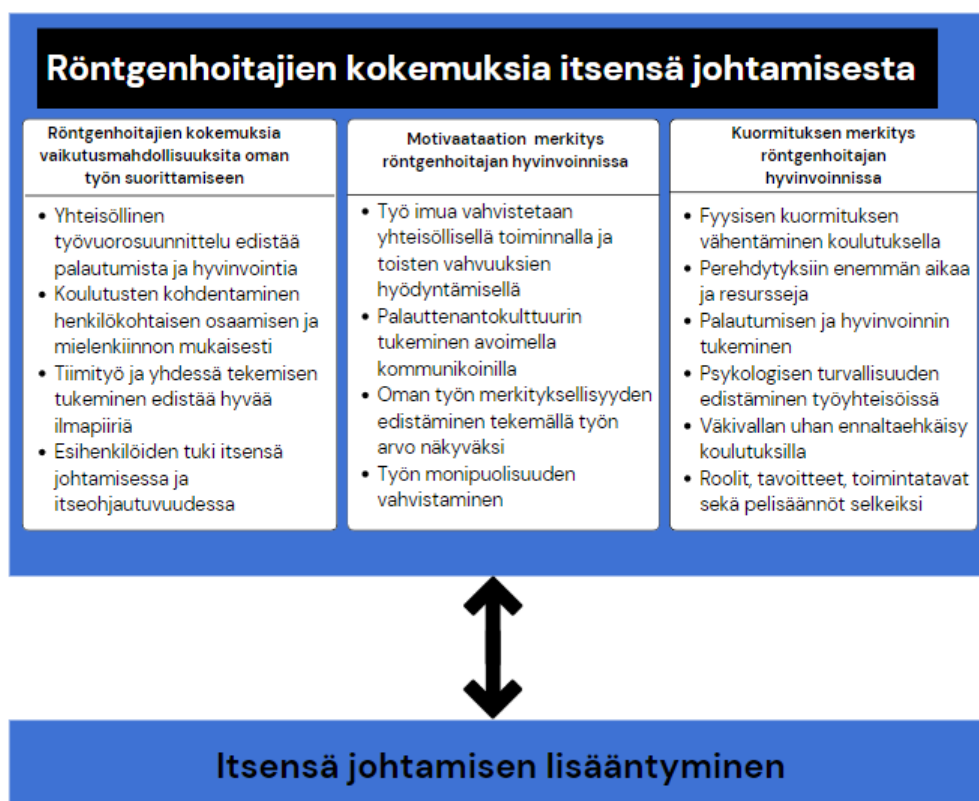 Röntgenhoitajien kokemuksia itsensä johtamisesta
Röntgenhoitajien kokemuksia
vaikutusmahdollisuuksita oman
työn suorittamiseen
• Yhteisöllinen
työvuorosuunnittelu edistää
palautumista ja hyvinvointia
• Koulutusten kohdentaminen
henkilökohtaisen osaamisen ja
mielenkiinnon mukaisesti
• Tiimityö ja yhdessä tekemisen
tukeminen edistää hyvää
ilmapiiriä
• Esihenkilöiden tuki itsensä
johtamisessa ja
itseohjautuvuudessa
Motivaataation merkitys
röntgenhoitajan hyvinvoinnissa
• Työ imua vahvistetaan
yhteisöllisellä toiminnalla ja
toisten vahvuuksien
hyödyntämisellä
• Palauttenantokulttuurin
tukeminen avoimella
kommunikoinilla
• Oman työn merkityksellisyyden
edistäminen tekemällä työn
arvo näkyväksi
• Työn monipuolisuuden
vahvistaminen
Kuormituksen merkitys
röntgenhoitajan
hyvinvoinnissa
• Fyysisen kuormituksen
vähentäminen koulutuksella
• Perehdytyksiin enemmän aikaa
ja resursseja
• Palautumisen ja hyvinvoinnin
tukeminen
• Psykologisen turvallisuuden
edistäminen työyhteisöissä
• Väkivallan uhan ennaltaehkäisy
koulutuksilla
• Roolit, tavoitteet, toimintatavat
sekä pelisäännöt selkeiksi
Itsensä johtamisen lisääntyminen